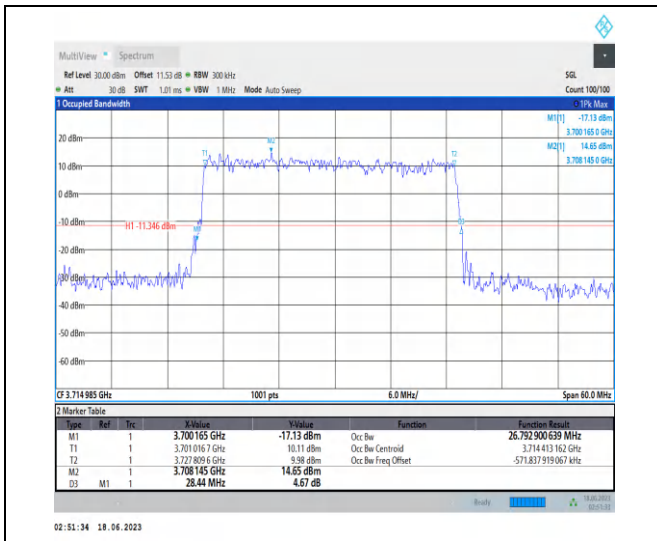 MultiView Spectrum
Ref Level 30.00 dBm Offset 11.53 dB RBW 300 kHz SGL
Att 30 dB SWT 1.01 ms VBW 1 MHz Mode Auto Sweep Count 100/100
1 Occupied Bandwidth 1Pk Max
M1[1] -17.13 dBm
3.700 165 0 GHz
M2[1] 14.65 dBm
3.708 145 0 GHz
20 dBm
M2
T1 T2
10 dBm
0 dBm
-10 dBm
H1 -11.346 dBm
D3
M1
-20 dBm
-30 dBm
-40 dBm
-50 dBm
-60 dBm
CF 3.714 985 GHz 1001 pts 6.0 MHz/ Span 60.0 MHz
2 Marker Table
Type Ref Trc X-Value Y-Value Function Function Result
M1 1 3.700165 GHz -17.13 dBm Occ Bw 26.792 900 639 MHz
T1 1 3.701 016 7 GHz 10.11 dBm Occ Bw Centroid 3.714 413 162 GHz
T2 1 3.727 809 6 GHz 9.98 dBm Occ Bw Freq Offset -571.837 919 067 kHz
M2 1 3.708145 GHz 14.65 dBm
D3 M1 1 28.44 MHz 4.67 dB
Ready 18.06.2023
02:51:33
02:51:34 18.06.2023